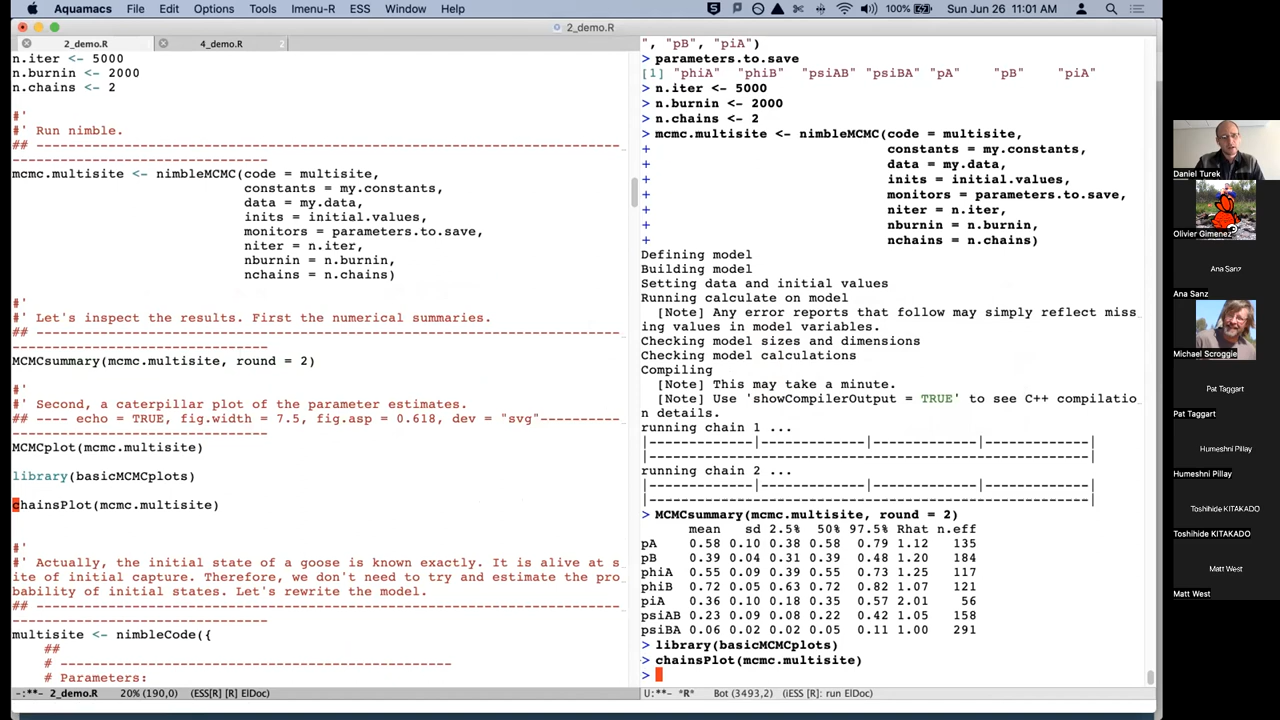 Aquamacs File Edit Options Tools Imenu-R ESS Window Help
100% Sun Jun 26 11:01 AM
2_demo.R
2_demo.R 4_demo.R 2
n.iter <- 5000
n.burnin <- 2000
n.chains <- 2
#'
#' Run nimble.
## -------------------------------------------------------------------------
--------------------------------
mcmc.multisite <- nimbleMCMC(code = multisite,
constants = my.constants,
data = my.data,
inits = initial.values,
monitors = parameters.to.save,
niter = n.iter,
nburnin = n.burnin,
nchains = n.chains)
#'
#' Let's inspect the results. First the numerical summaries.
## -------------------------------------------------------------------------
--------------------------------
MCMCsummary(mcmc.multisite, round = 2)
#'
#' Second, a caterpillar plot of the parameter estimates.
## ---- echo = TRUE, fig.width = 7.5, fig.asp = 0.618, dev = "svg"----------
--------------------------------
MCMCplot(mcmc.multisite)
library(basicMCMCplots)
chainsPlot(mcmc.multisite)
#'
#' Actually, the initial state of a goose is known exactly. It is alive at s
ite of initial capture. Therefore, we don't need to try and estimate the pro
bability of initial states. Let's rewrite the model.
## -------------------------------------------------------------------------
--------------------------------
multisite <- nimbleCode({
##
# -------------------------------------------------
# Parameters:
-:**- 2_demo.R 20% (190,0) (ESS[R] [R] ElDoc)
", "pB", "piA")
> parameters.to.save
[1] "phiA" "phiB" "psiAB" "psiBA" "pA" "pB" "piA"
> n.iter <- 5000
> n.burnin <- 2000
> n.chains <- 2
> mcmc.multisite <- nimbleMCMC(code = multisite,
+ constants = my.constants,
+ data = my.data,
+ inits = initial.values,
+ monitors = parameters.to.save,
+ niter = n.iter,
+ nburnin = n.burnin,
+ nchains = n.chains)
Defining model
Building model
Setting data and initial values
Running calculate on model
[Note] Any error reports that follow may simply reflect miss
ing values in model variables.
Checking model sizes and dimensions
Checking model calculations
Compiling
[Note] This may take a minute.
[Note] Use 'showCompilerOutput = TRUE' to see C++ compilatio
n details.
running chain 1 ...
|-------------|-------------|-------------|-------------|
|-------------------------------------------------------|
running chain 2 ...
|-------------|-------------|-------------|-------------|
|-------------------------------------------------------|
> MCMCsummary(mcmc.multisite, round = 2)
mean sd 2.5% 50% 97.5% Rhat n.eff
pA 0.58 0.10 0.38 0.58 0.79 1.12 135
pB 0.39 0.04 0.31 0.39 0.48 1.20 184
phiA 0.55 0.09 0.39 0.55 0.73 1.25 117
phiB 0.72 0.05 0.63 0.72 0.82 1.07 121
piA 0.36 0.10 0.18 0.35 0.57 2.01 56
psiAB 0.23 0.09 0.08 0.22 0.42 1.05 158
psiBA 0.06 0.02 0.02 0.05 0.11 1.00 291
> library(basicMCMCplots)
> chainsPlot(mcmc.multisite)
>
U:**- *R* Bot (3493,2) (iESS [R]: run ElDoc)
Daniel Turek
Olivier Gimenez
Ana Sanz
Ana Sanz
Michael Scroggie
Pat Taggart
Pat Taggart
Humeshni Pillay
Humeshni Pillay
Toshihide KITAKADO
Toshihide KITAKADO
Matt West
Matt West